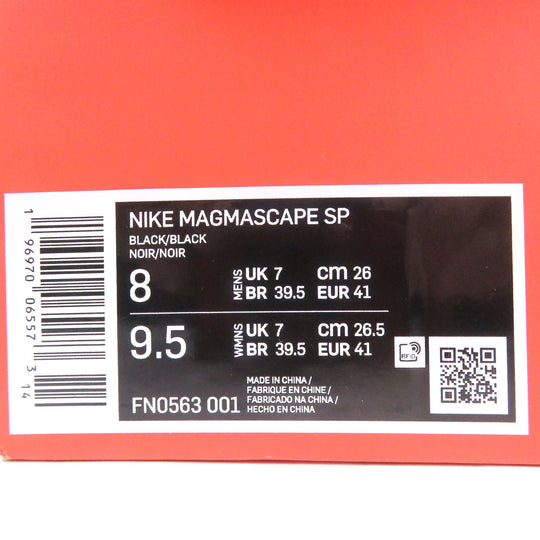 NIKE MAGMASCAPE SP
BLACK/BLACK
NOIR/NOIR
8 MENS UK 7 cm 26
BR 39.5 EUR 41
9.5 WMNS UK 7 cm 26.5
BR 39.5 EUR 41
RFID
MADE IN CHINA /
FABRIQUE EN CHINE /
FABRICADO NA CHINA /
HECHO EN CHINA
FN0563 001
1 96970 06557 3 14